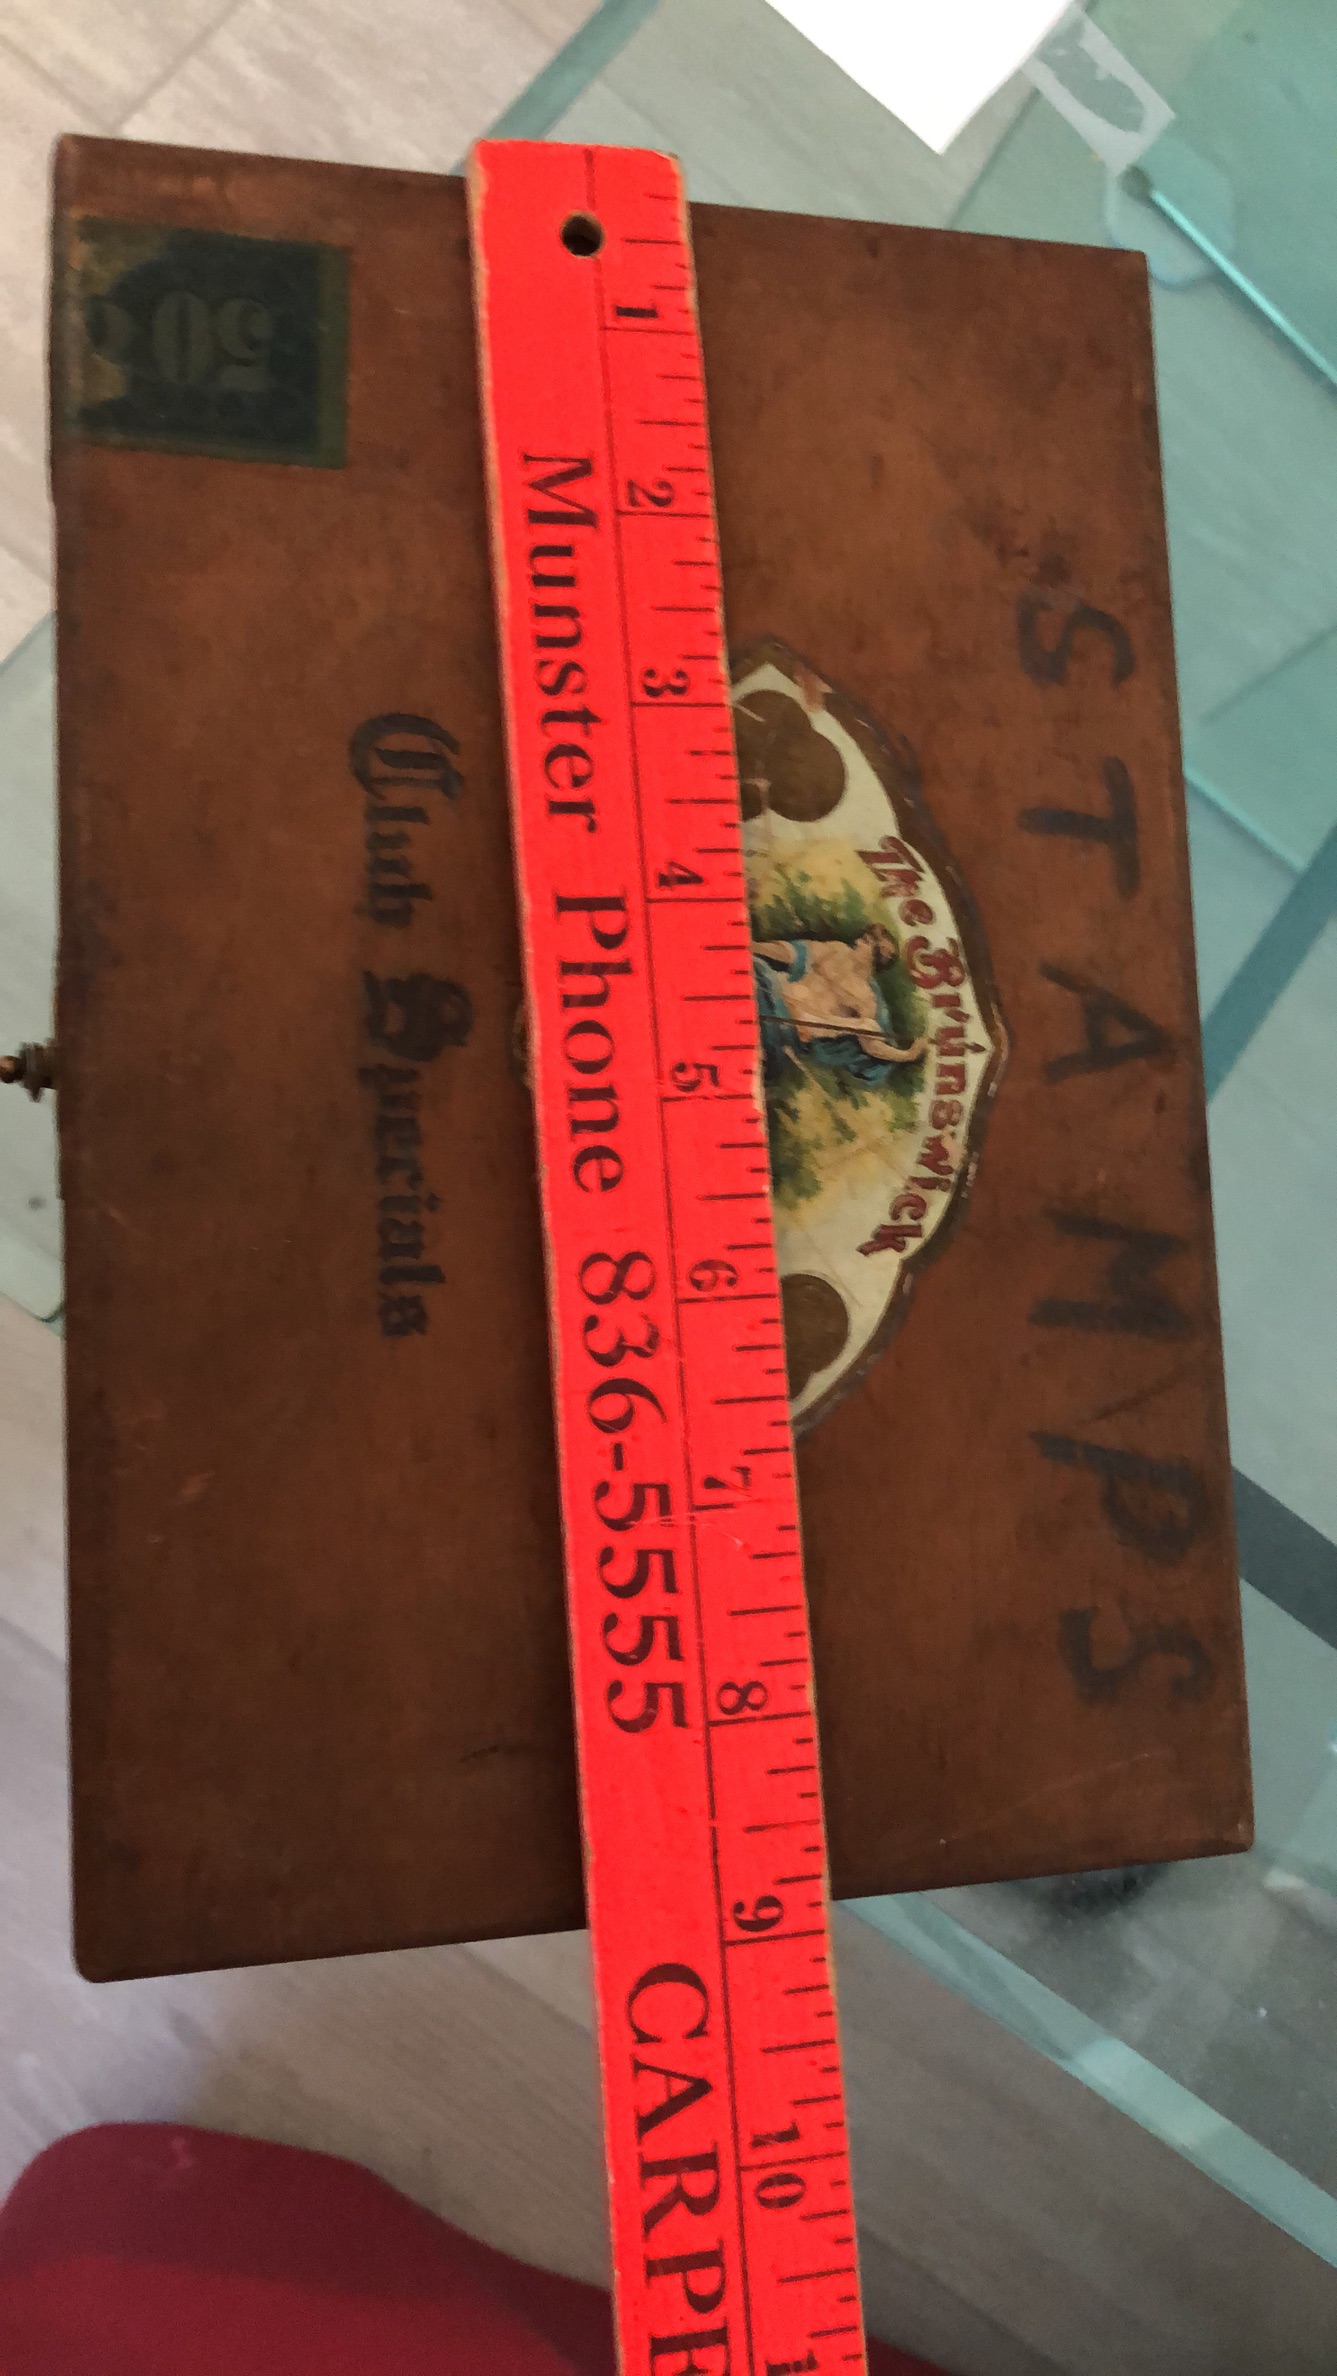 STAMPS
The Brunswick
1 2 3 4 5 6 7 8 9 10
Munster Phone 836-5555 CARPE
Club Specials
50